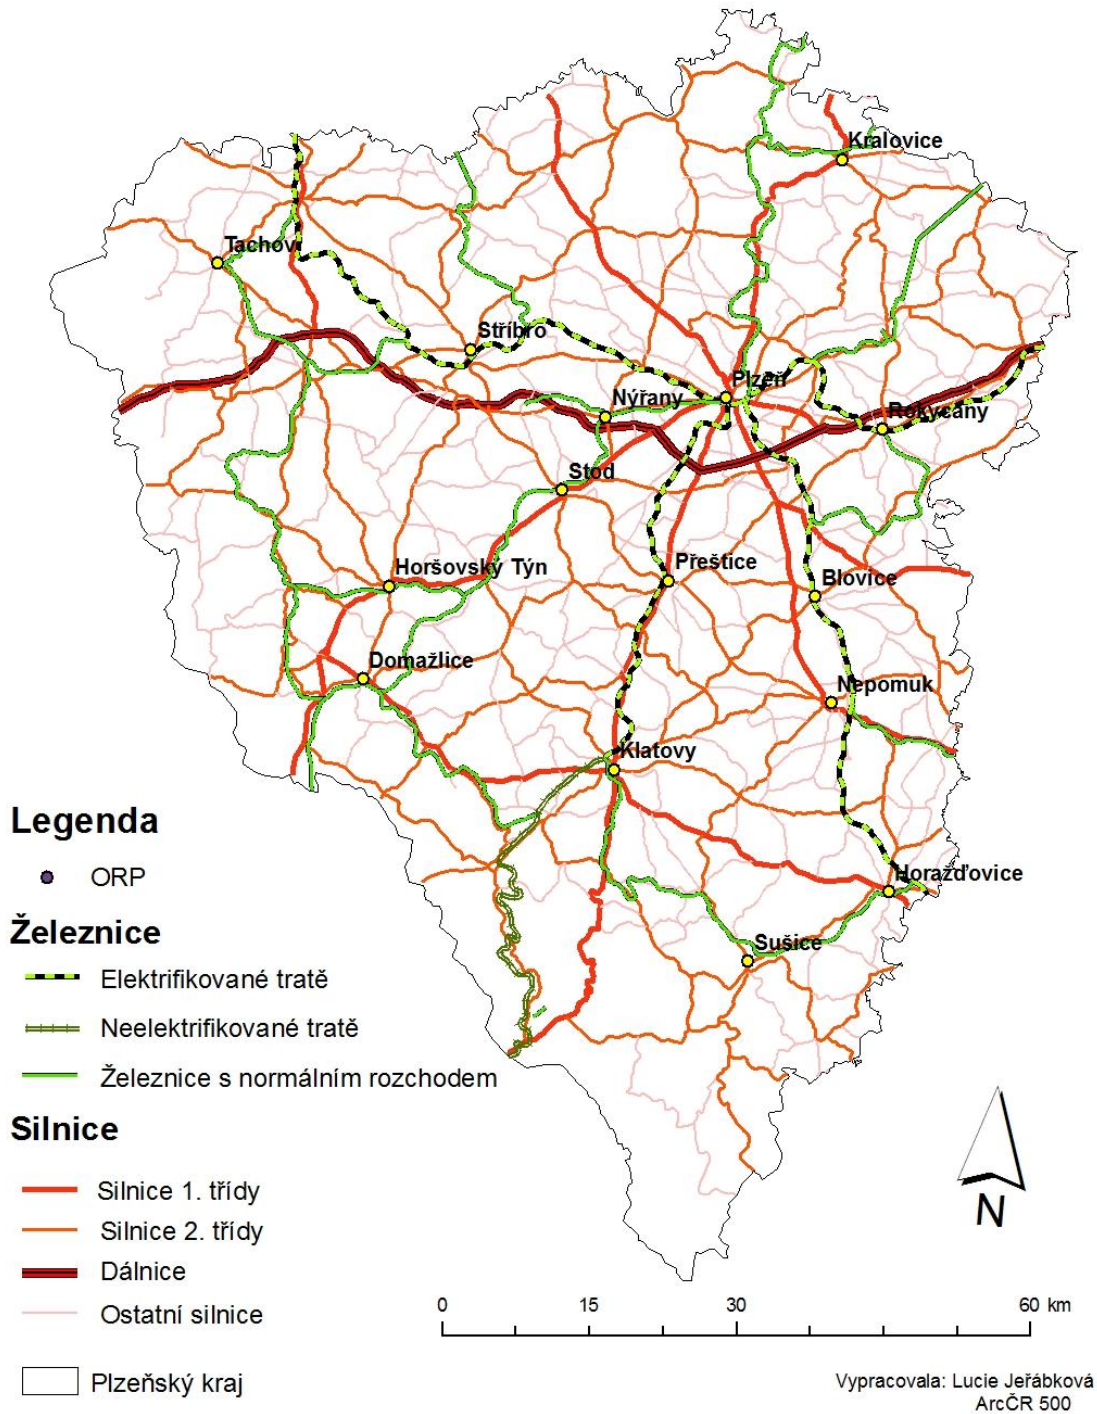 Kralovice
Tachov
Stříbro
Plzeň
Nýřany
Rokycany
Stod
Horšovský Týn
Přeštice
Blovice
Domažlice
Nepomuk
Klatovy
Horažďovice
Sušice
Legenda
ORP
Železnice
Elektrifikované tratě
Neelektrifikované tratě
Železnice s normálním rozchodem
Silnice
Silnice 1. třídy
Silnice 2. třídy
Dálnice
Ostatní silnice
Plzeňský kraj
N
0 15 30 60 km
Vypracovala: Lucie Jeřábková
ArcČR 500